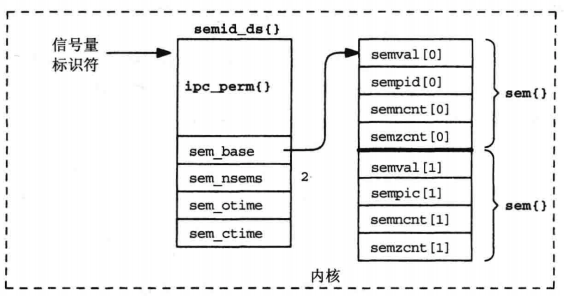 semid_ds{}
信号量
标识符
ipc_perm{}
sem_base
sem_nsems
2
sem_otime
sem_ctime
semval[0]
sempid[0]
semncnt[0]
semzcnt[0]
sem{}
semval[1]
sempic[1]
semncnt[1]
semzcnt[1]
sem{}
内核